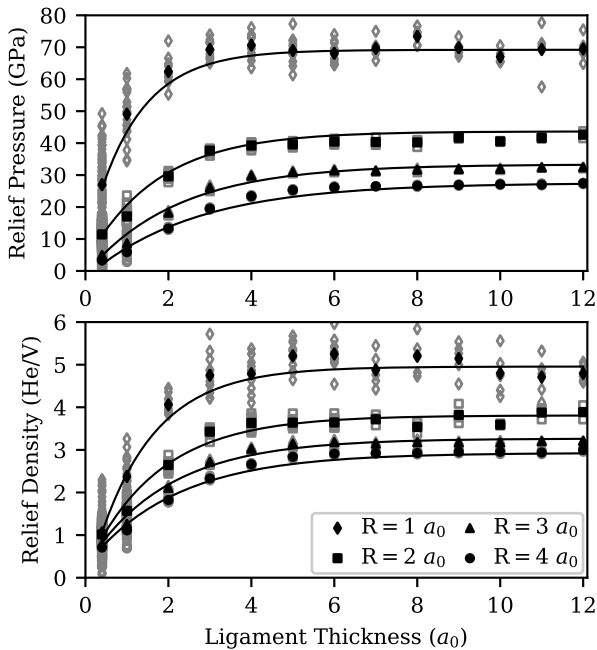 80
70
60
50
40
30
20
10
0
Relief Pressure (GPa)
0 2 4 6 8 10 12
6
5
4
3
2
1
0
Relief Density (He/V)
R = 1 a₀ R = 3 a₀
R = 2 a₀ R = 4 a₀
0 2 4 6 8 10 12
Ligament Thickness (a₀)